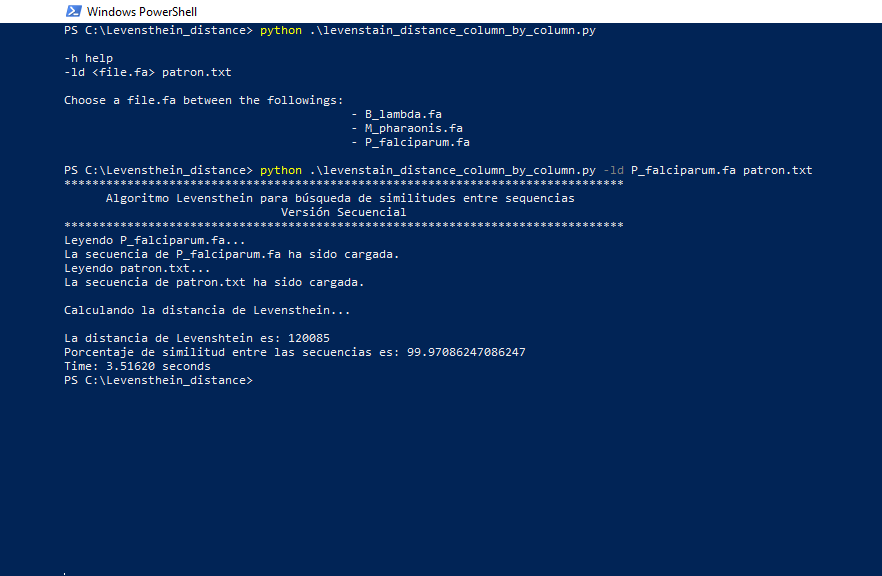 Windows PowerShell
PS C:\Levensthein_distance> python .\levenstain_distance_column_by_column.py
-h help
-ld <file.fa> patron.txt
Choose a file.fa between the followings:
- B_lambda.fa
- M_pharaonis.fa
- P_falciparum.fa
PS C:\Levensthein_distance> python .\levenstain_distance_column_by_column.py -ld P_falciparum.fa patron.txt
********************************************************************************
Algoritmo Levensthein para búsqueda de similitudes entre sequencias
Versión Secuencial
********************************************************************************
Leyendo P_falciparum.fa...
La secuencia de P_falciparum.fa ha sido cargada.
Leyendo patron.txt...
La secuencia de patron.txt ha sido cargada.
Calculando la distancia de Levensthein...
La distancia de Levenshtein es: 120085
Porcentaje de similitud entre las secuencias es: 99.97086247086247
Time: 3.51620 seconds
PS C:\Levensthein_distance>